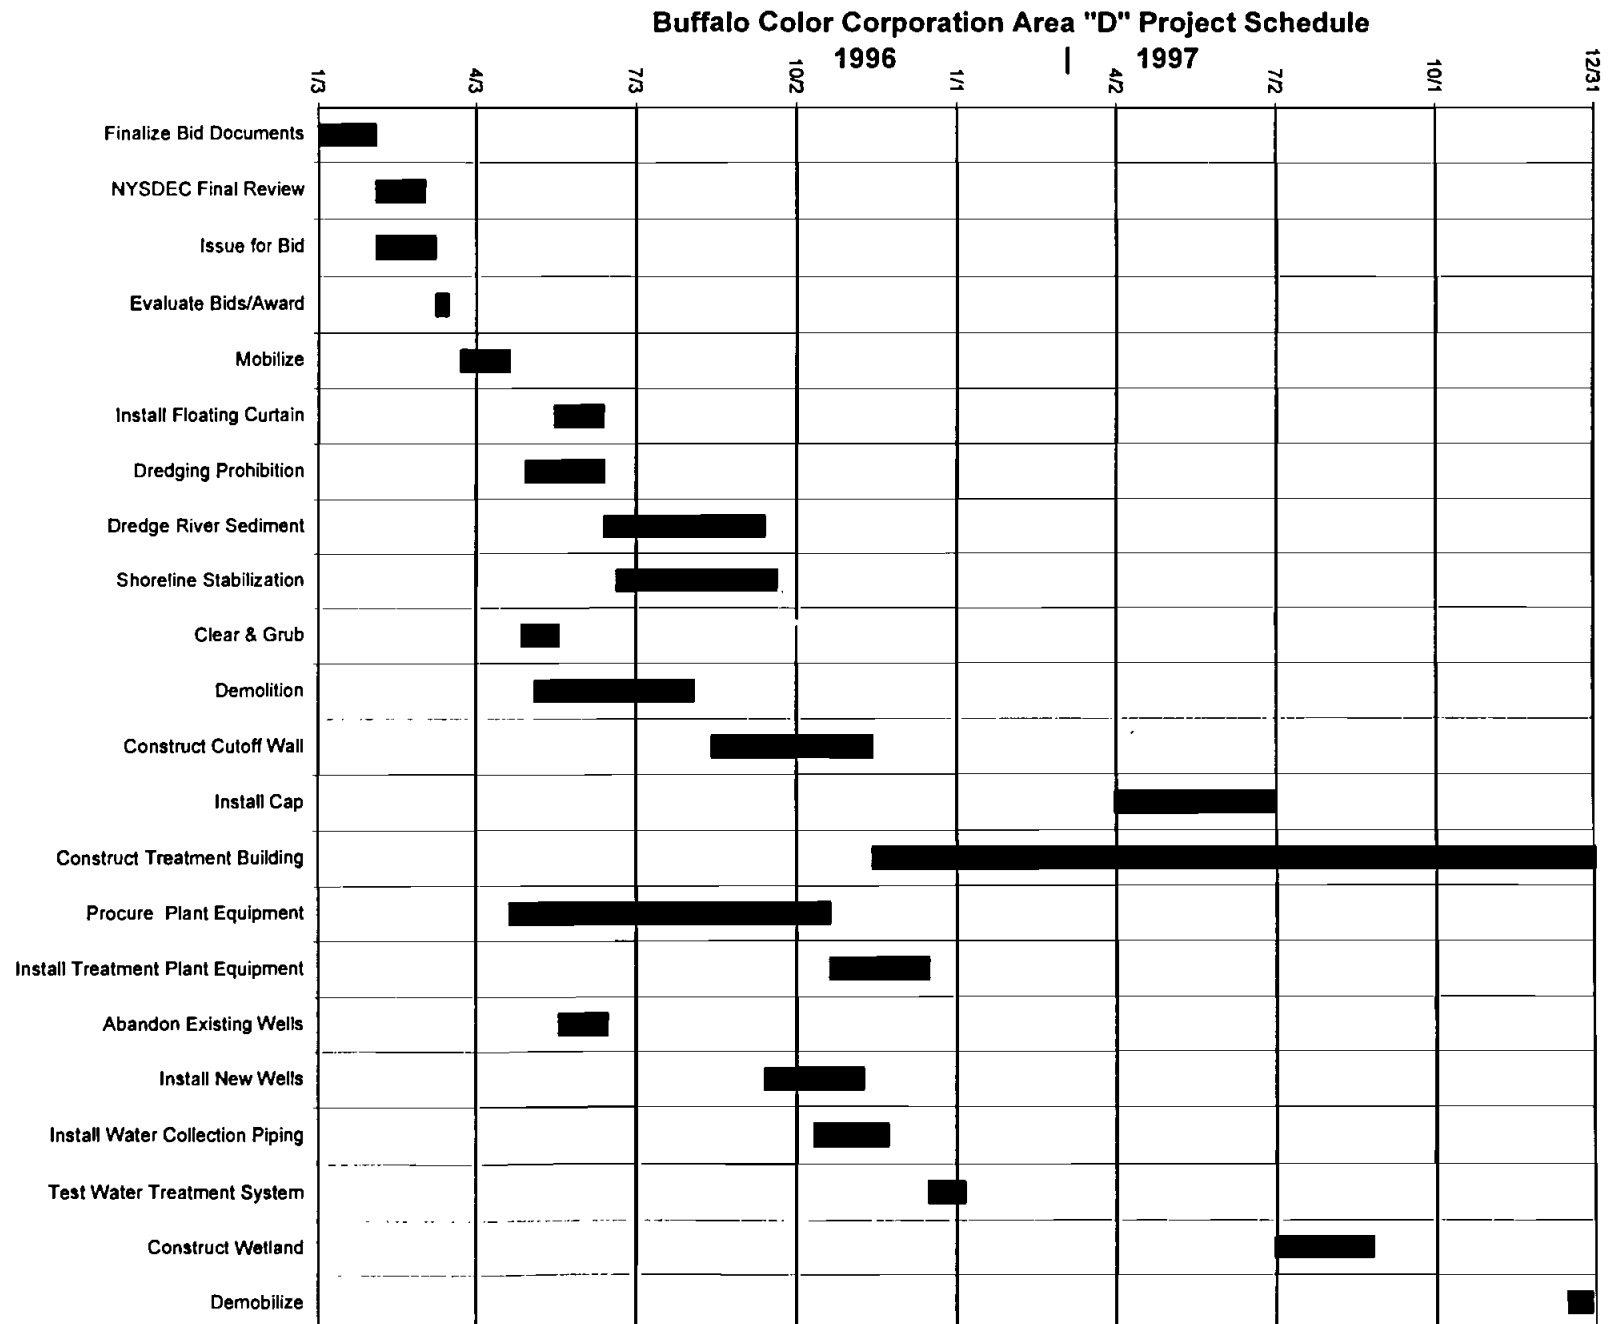 Buffalo Color Corporation Area "D" Project Schedule
1996 | 1997
1/3 4/3 7/3 10/2 1/1 4/2 7/2 10/1 12/31
Finalize Bid Documents
NYSDEC Final Review
Issue for Bid
Evaluate Bids/Award
Mobilize
Install Floating Curtain
Dredging Prohibition
Dredge River Sediment
Shoreline Stabilization
Clear & Grub
Demolition
Construct Cutoff Wall
Install Cap
Construct Treatment Building
Procure Plant Equipment
Install Treatment Plant Equipment
Abandon Existing Wells
Install New Wells
Install Water Collection Piping
Test Water Treatment System
Construct Wetland
Demobilize